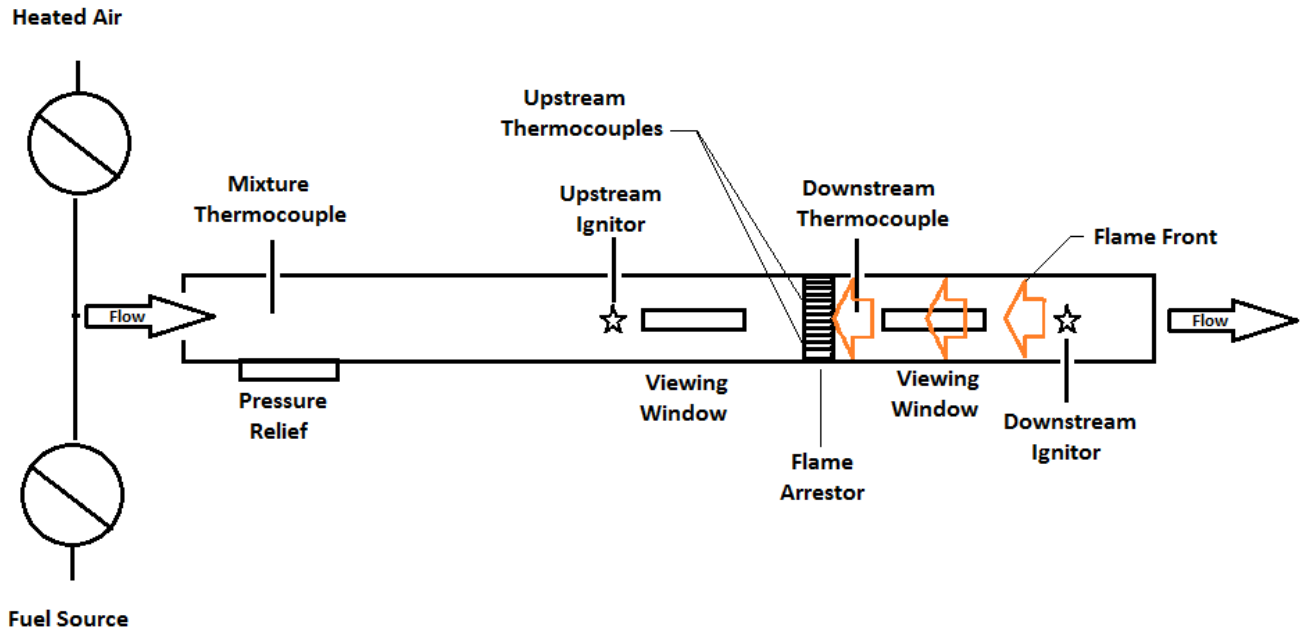 Heated Air
Upstream
Thermocouples
Mixture
Thermocouple
Upstream
Ignitor
Downstream
Thermocouple
Flame Front
Flow
Flow
Pressure
Relief
Viewing
Window
Flame
Arrestor
Viewing
Window
Downstream
Ignitor
Fuel Source